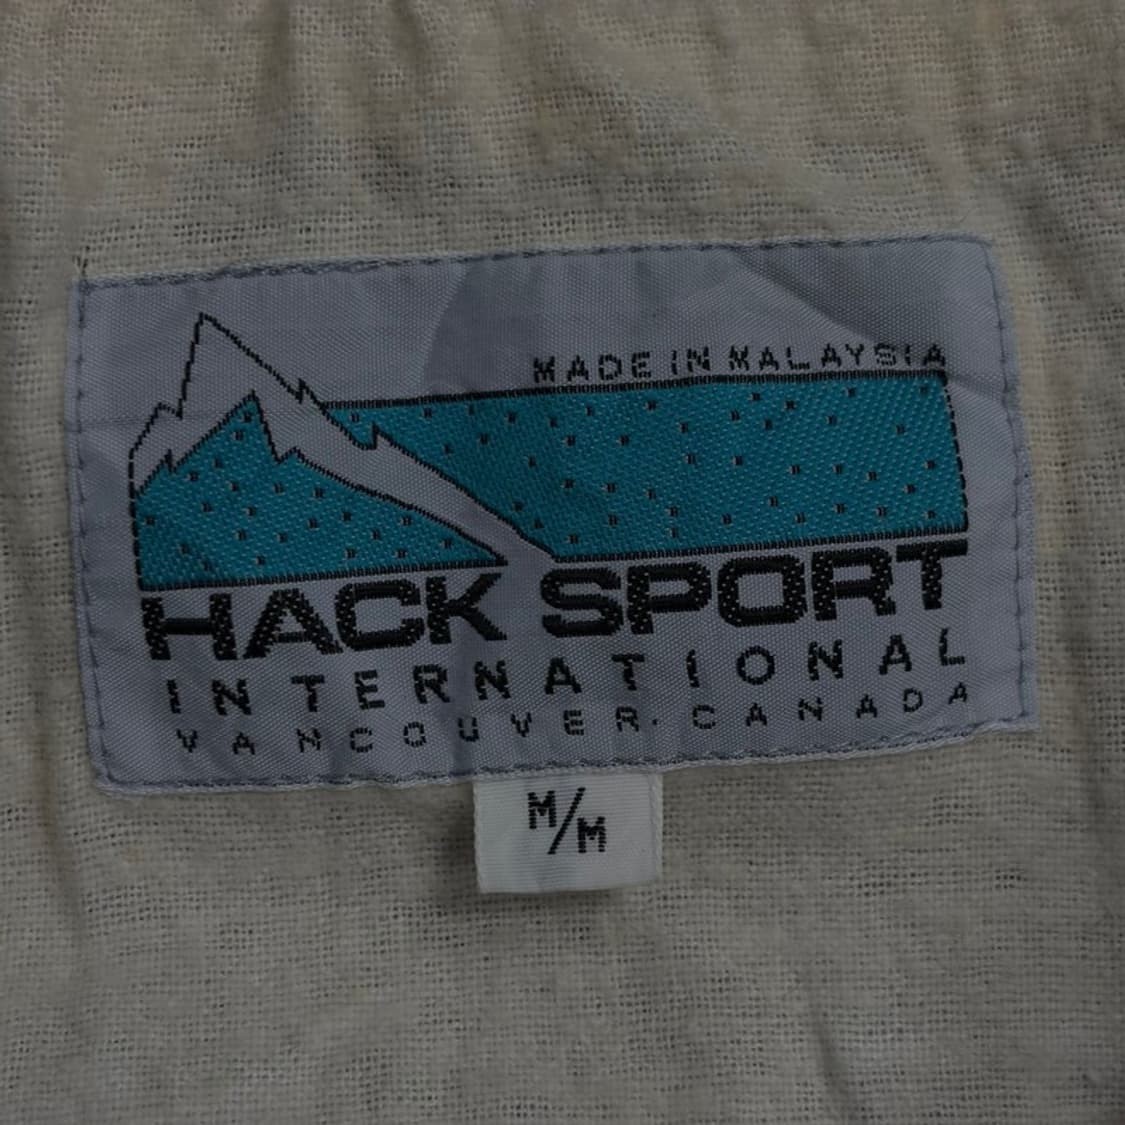 MADE IN MALAYSIA
HACK SPORT
INTERNATIONAL
VANCOUVER·CANADA
M/M